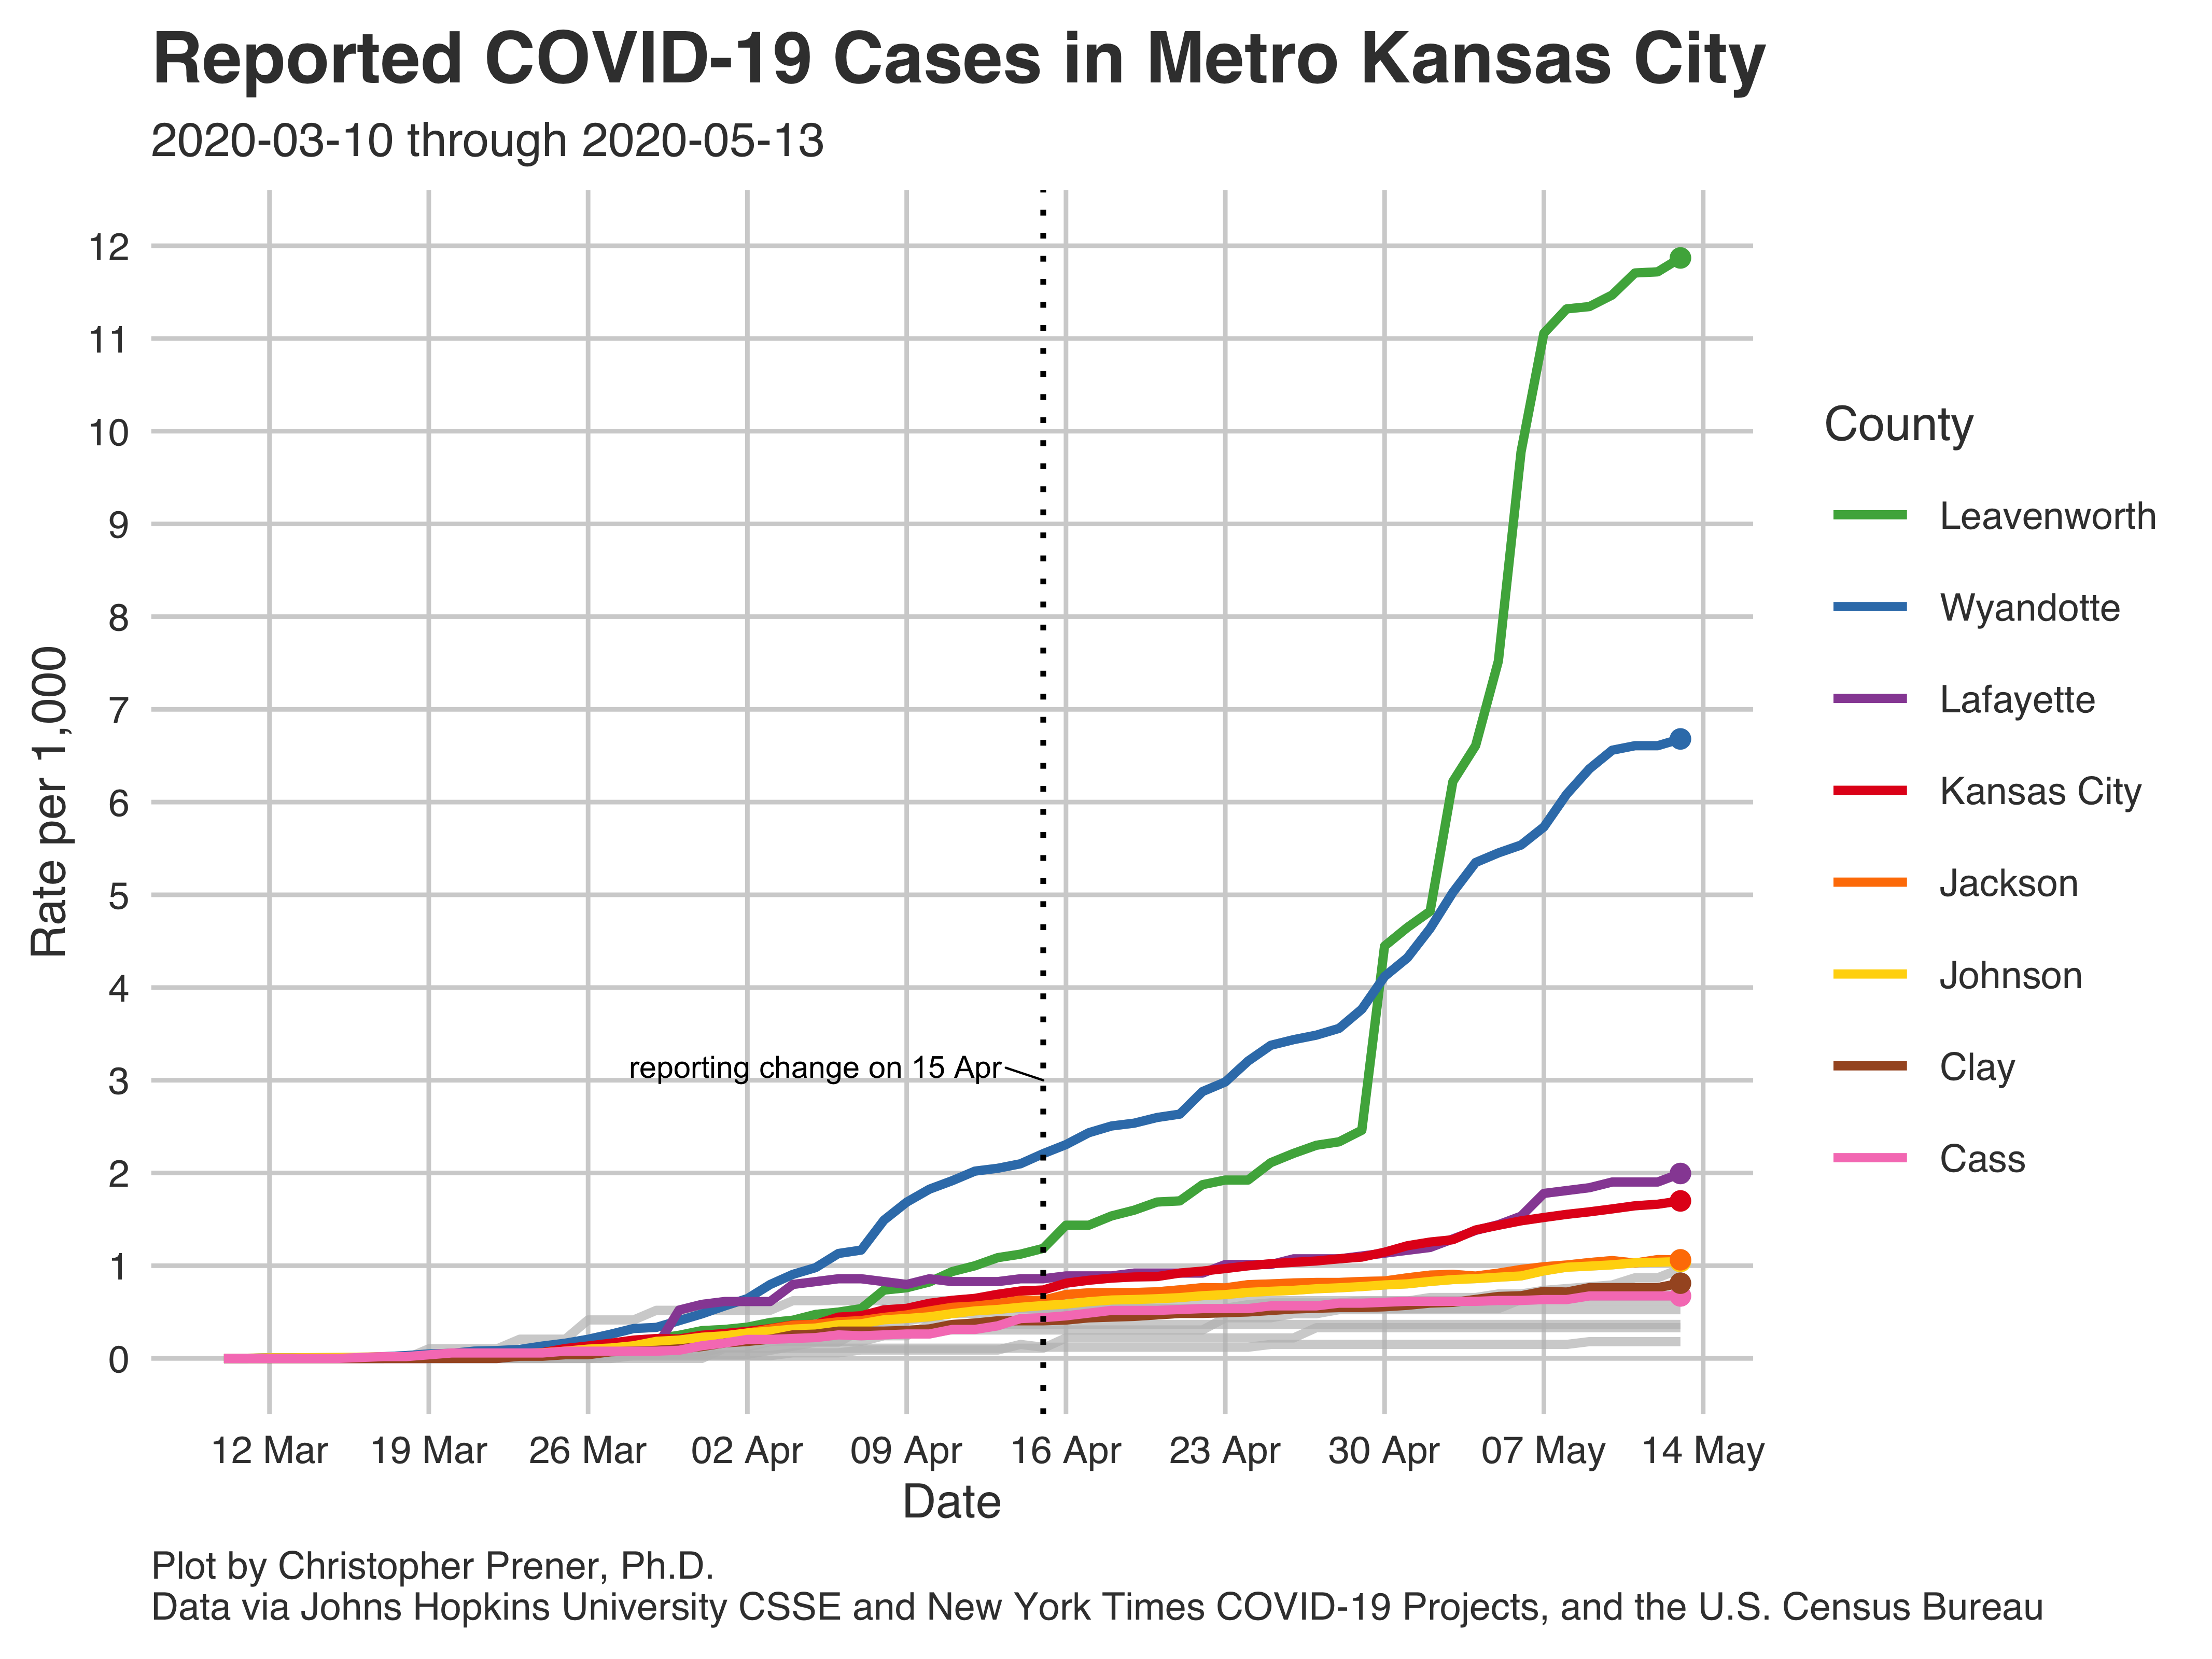 Reported COVID-19 Cases in Metro Kansas City
2020-03-10 through 2020-05-13
12
11
10
9
8
7
6
5
4
3
2
1
0
Rate per 1,000
reporting change on 15 Apr
12 Mar
19 Mar
26 Mar
02 Apr
09 Apr
16 Apr
23 Apr
30 Apr
07 May
14 May
Date
County
Leavenworth
Wyandotte
Lafayette
Kansas City
Jackson
Johnson
Clay
Cass
Plot by Christopher Prener, Ph.D.
Data via Johns Hopkins University CSSE and New York Times COVID-19 Projects, and the U.S. Census Bureau